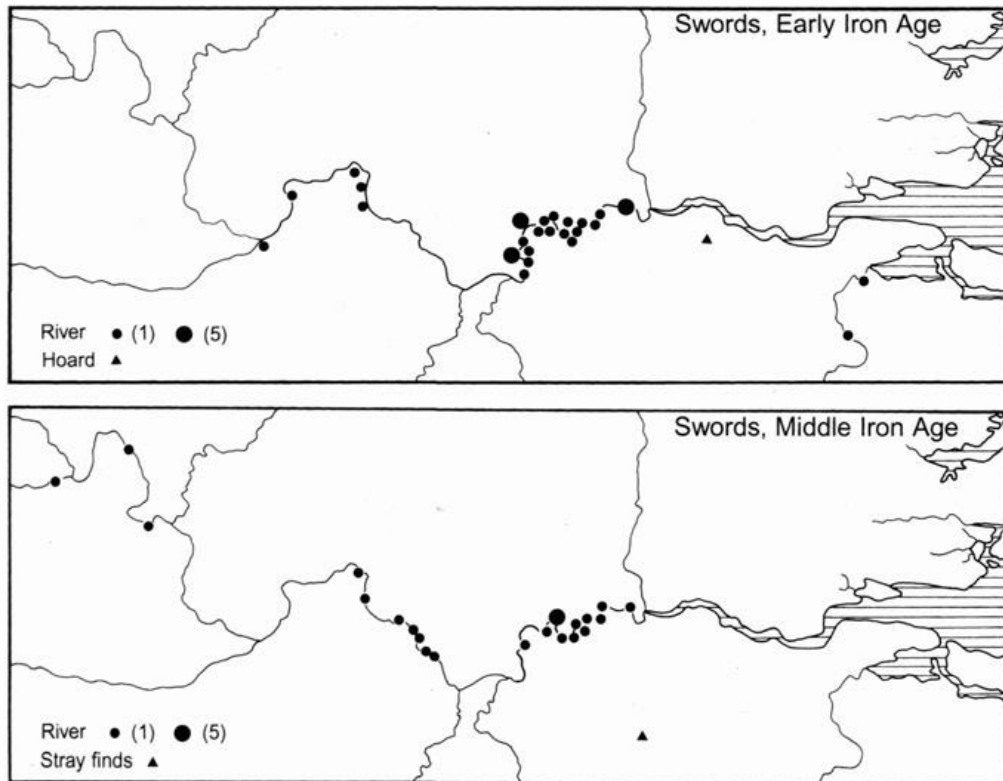 Swords, Early Iron Age
River ● (1) ● (5)
Hoard ▲
Swords, Middle Iron Age
River ● (1) ● (5)
Stray finds ▲